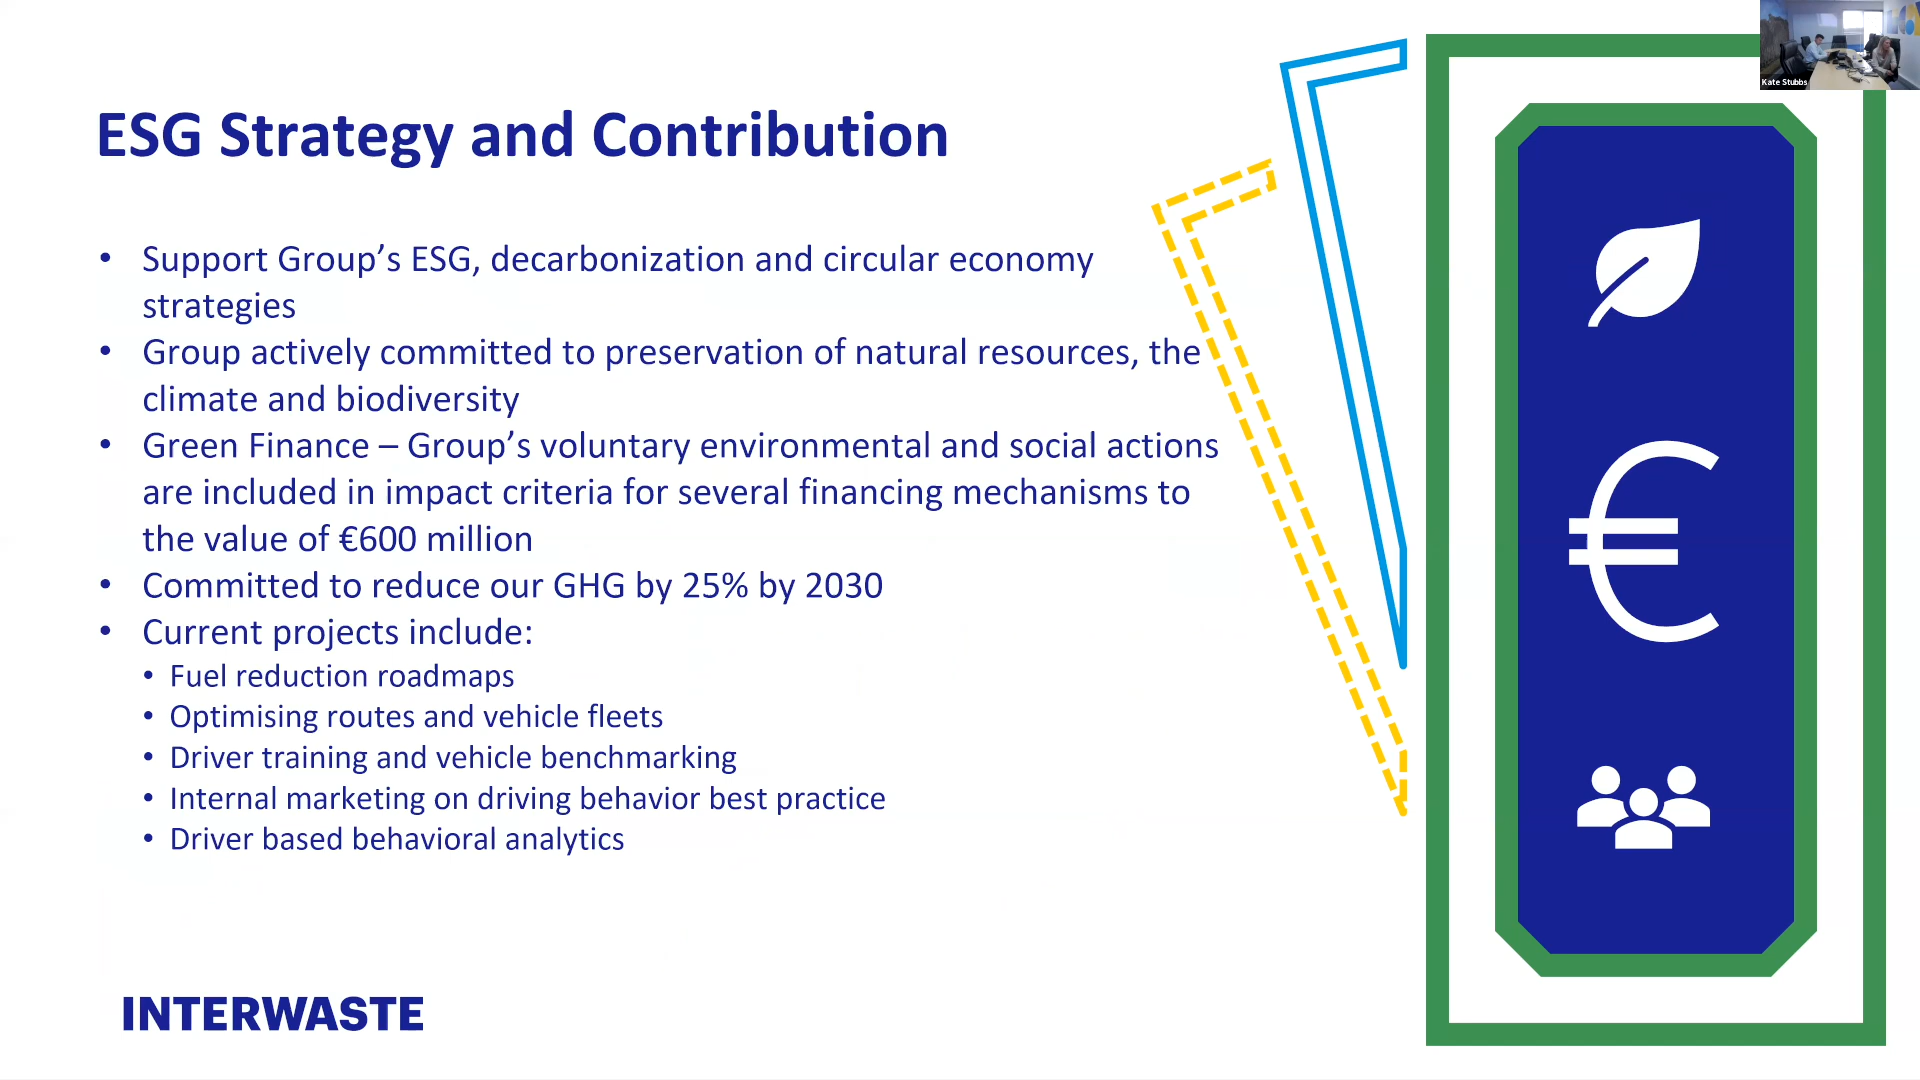 Kate Stubbs
ESG Strategy and Contribution
• Support Group’s ESG, decarbonization and circular economy
strategies
• Group actively committed to preservation of natural resources, the
climate and biodiversity
• Green Finance – Group’s voluntary environmental and social actions
are included in impact criteria for several financing mechanisms to
the value of €600 million
• Committed to reduce our GHG by 25% by 2030
• Current projects include:
• Fuel reduction roadmaps
• Optimising routes and vehicle fleets
• Driver training and vehicle benchmarking
• Internal marketing on driving behavior best practice
• Driver based behavioral analytics
€
INTERWASTE